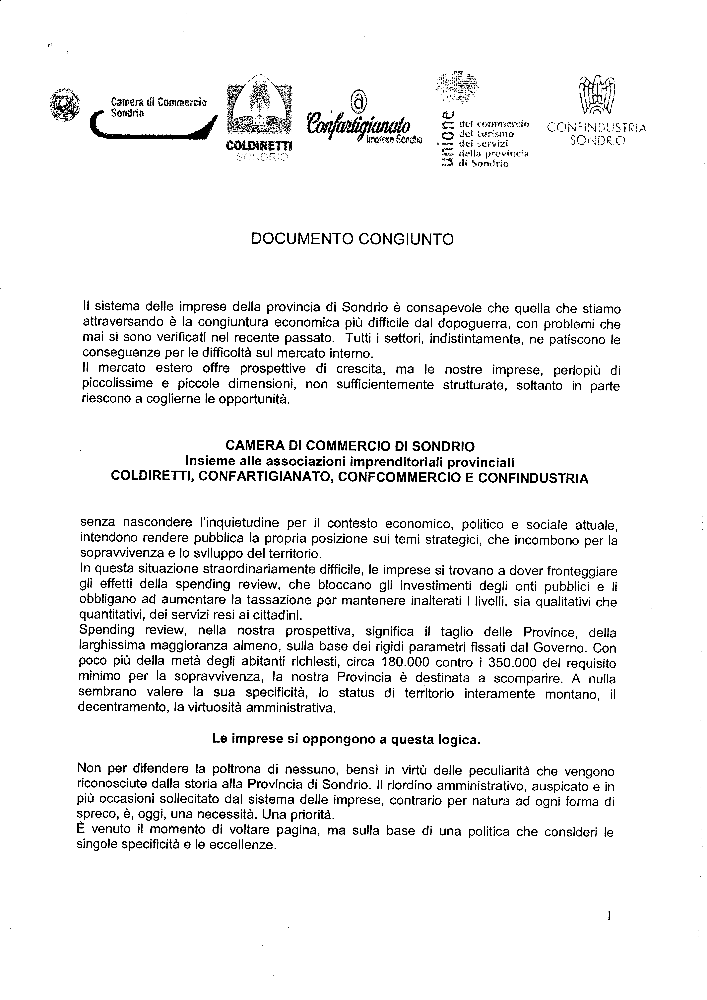 Camera di Commercio
Sondrio
COLDIRETTI
SONDRIO
Confartigianato
Imprese Sondrio
unione
del commercio
del turismo
dei servizi
della provincia
di Sondrio
CONFINDUSTRIA
SONDRIO
DOCUMENTO CONGIUNTO
Il sistema delle imprese della provincia di Sondrio è consapevole che quella che stiamo
attraversando è la congiuntura economica più difficile dal dopoguerra, con problemi che
mai si sono verificati nel recente passato. Tutti i settori, indistintamente, ne patiscono le
conseguenze per le difficoltà sul mercato interno.
Il mercato estero offre prospettive di crescita, ma le nostre imprese, perlopiù di
piccolissime e piccole dimensioni, non sufficientemente strutturate, soltanto in parte
riescono a coglierne le opportunità.
CAMERA DI COMMERCIO DI SONDRIO
Insieme alle associazioni imprenditoriali provinciali
COLDIRETTI, CONFARTIGIANATO, CONFCOMMERCIO E CONFINDUSTRIA
senza nascondere l'inquietudine per il contesto economico, politico e sociale attuale,
intendono rendere pubblica la propria posizione sui temi strategici, che incombono per la
sopravvivenza e lo sviluppo del territorio.
In questa situazione straordinariamente difficile, le imprese si trovano a dover fronteggiare
gli effetti della spending review, che bloccano gli investimenti degli enti pubblici e li
obbligano ad aumentare la tassazione per mantenere inalterati i livelli, sia qualitativi che
quantitativi, dei servizi resi ai cittadini.
Spending review, nella nostra prospettiva, significa il taglio delle Province, della
larghissima maggioranza almeno, sulla base dei rigidi parametri fissati dal Governo. Con
poco più della metà degli abitanti richiesti, circa 180.000 contro i 350.000 del requisito
minimo per la sopravvivenza, la nostra Provincia è destinata a scomparire. A nulla
sembrano valere la sua specificità, lo status di territorio interamente montano, il
decentramento, la virtuosità amministrativa.
Le imprese si oppongono a questa logica.
Non per difendere la poltrona di nessuno, bensì in virtù delle peculiarità che vengono
riconosciute dalla storia alla Provincia di Sondrio. Il riordino amministrativo, auspicato e in
più occasioni sollecitato dal sistema delle imprese, contrario per natura ad ogni forma di
spreco, è, oggi, una necessità. Una priorità.
È venuto il momento di voltare pagina, ma sulla base di una politica che consideri le
singole specificità e le eccellenze.
1